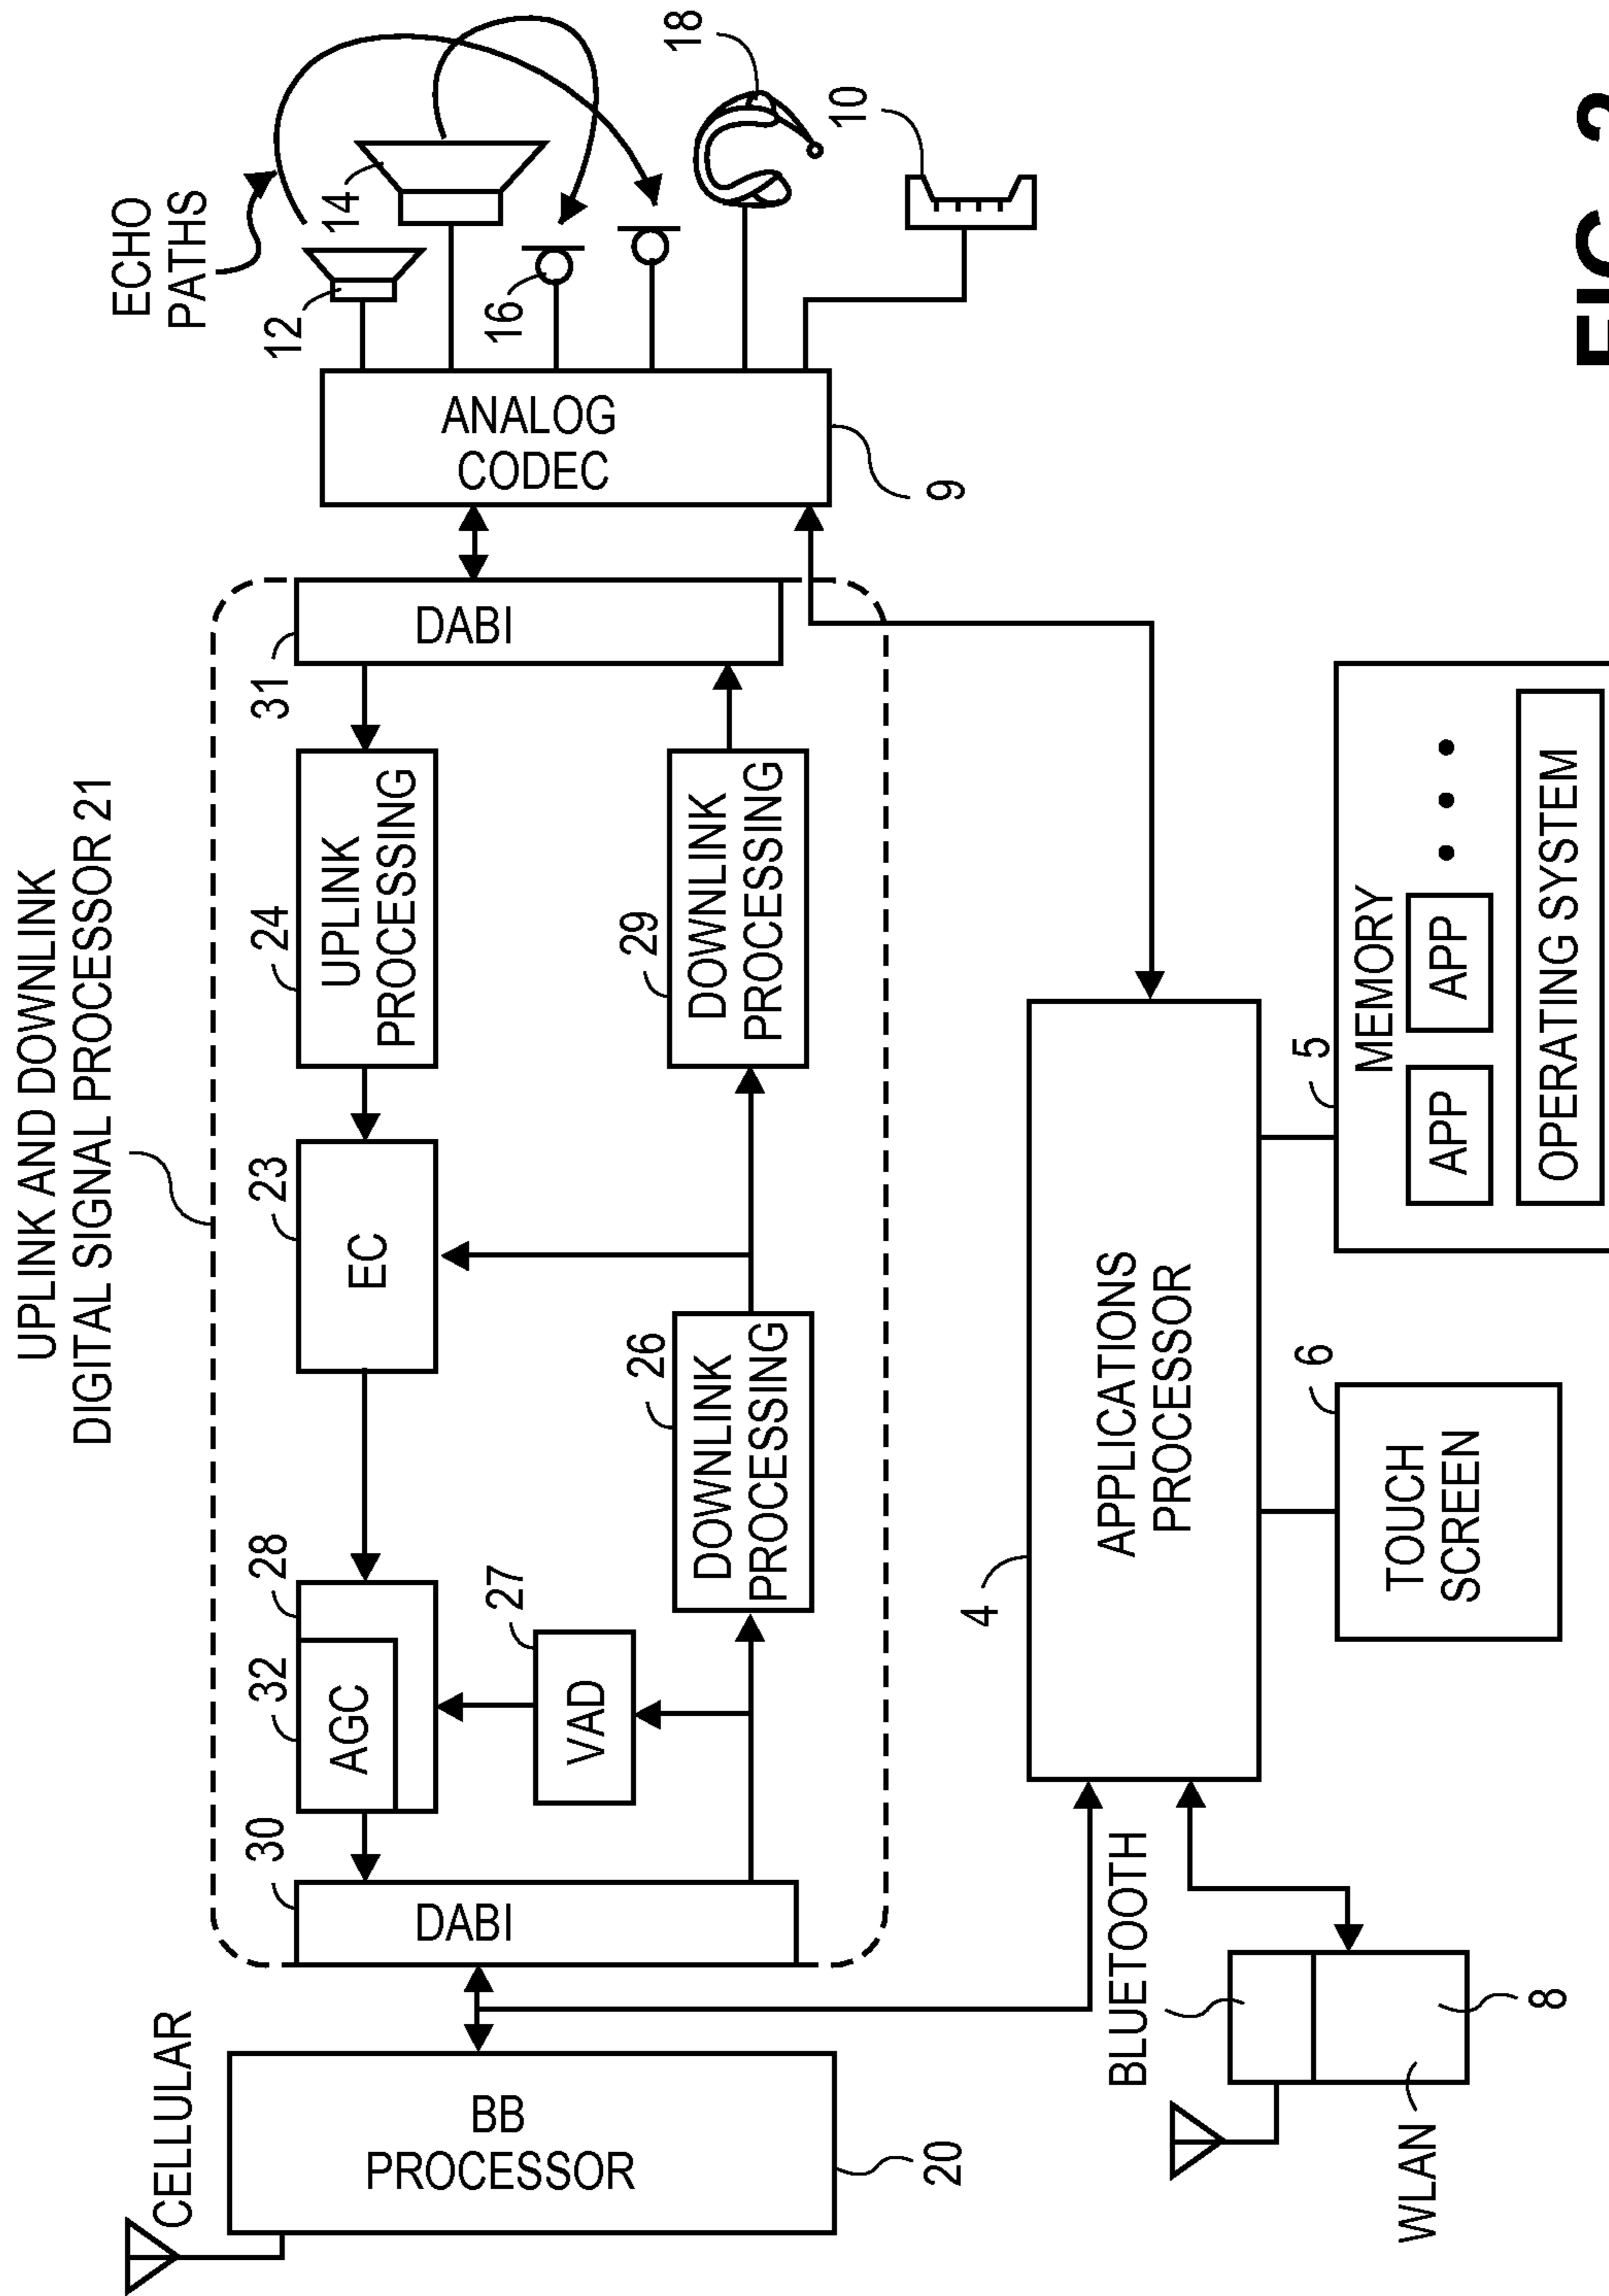 UPLINK AND DOWNLINK
DIGITAL SIGNAL PROCESSOR 21
CELLULAR
ECHO
PATHS
BB
PROCESSOR
20
30
DABI
32
28
AGC
27
VAD
23
EC
24
UPLINK
PROCESSING
26
DOWNLINK
PROCESSING
29
DOWNLINK
PROCESSING
31
DABI
ANALOG
CODEC
9
12
14
16
18
10
BLUETOOTH
WLAN
8
4
APPLICATIONS
PROCESSOR
6
TOUCH
SCREEN
5
MEMORY
APP
APP
• • •
OPERATING SYSTEM